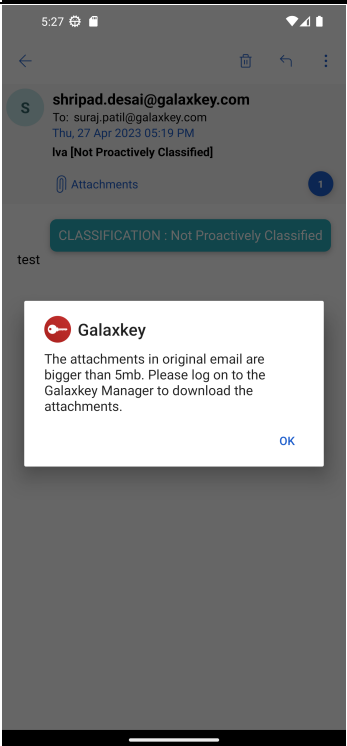 5:27
S
shripad.desai@galaxkey.com
To: suraj.patil@galaxkey.com
Thu, 27 Apr 2023 05:19 PM
lva [Not Proactively Classified]
Attachments
1
CLASSIFICATION : Not Proactively Classified
test
Galaxkey
The attachments in original email are
bigger than 5mb. Please log on to the
Galaxkey Manager to download the
attachments.
OK